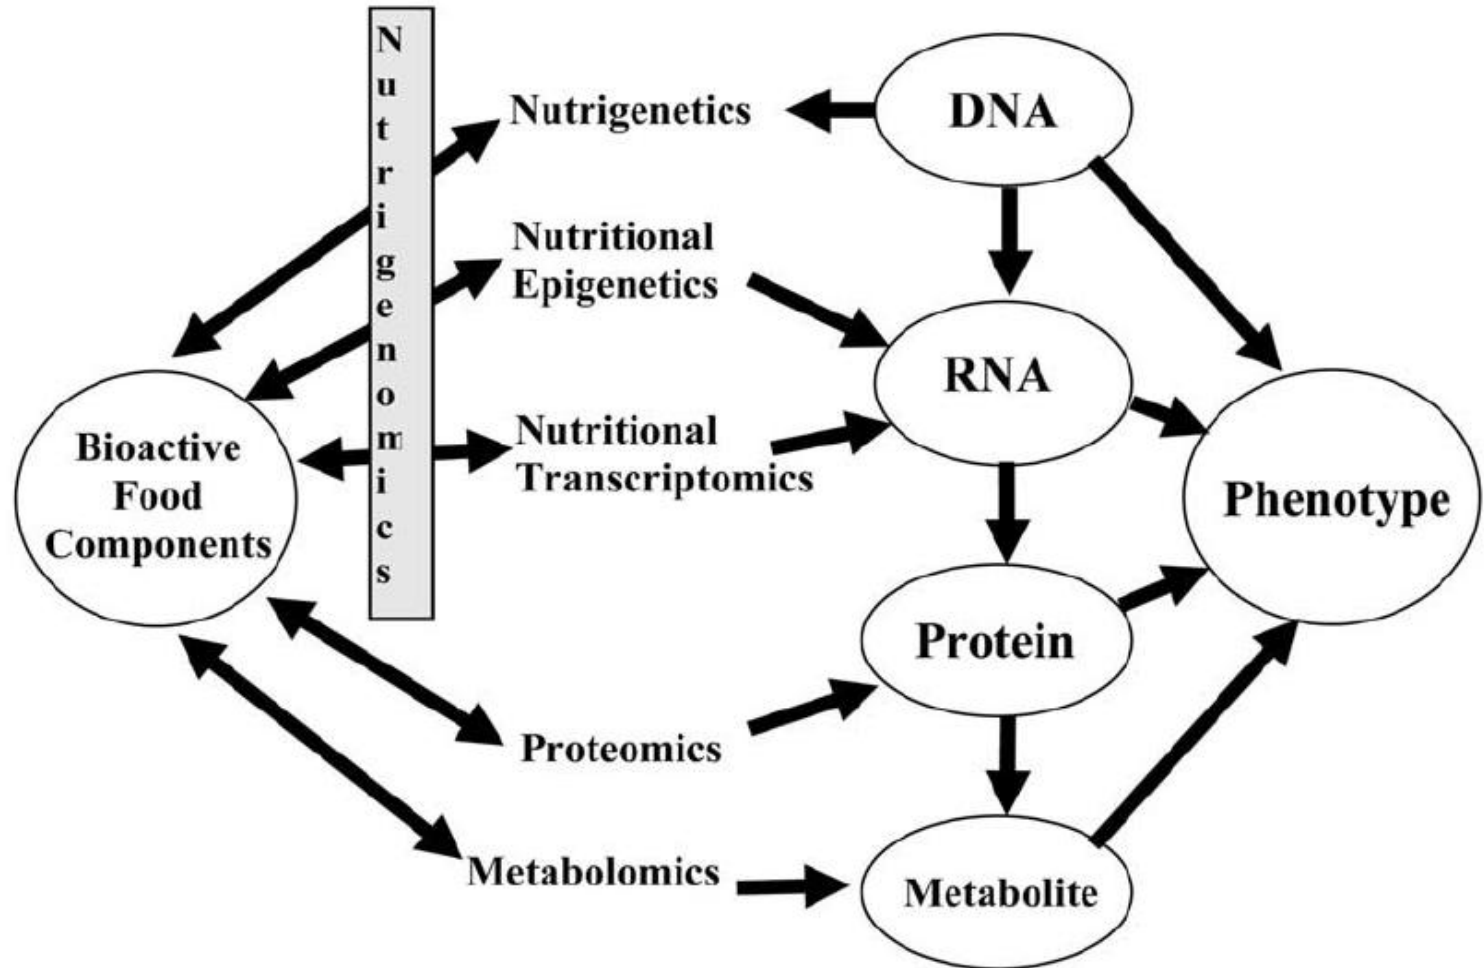 Nutrigenomics
Nutrigenetics
DNA
Nutritional
Epigenetics
RNA
Nutritional
Transcriptomics
Bioactive
Food
Components
Phenotype
Protein
Proteomics
Metabolomics
Metabolite